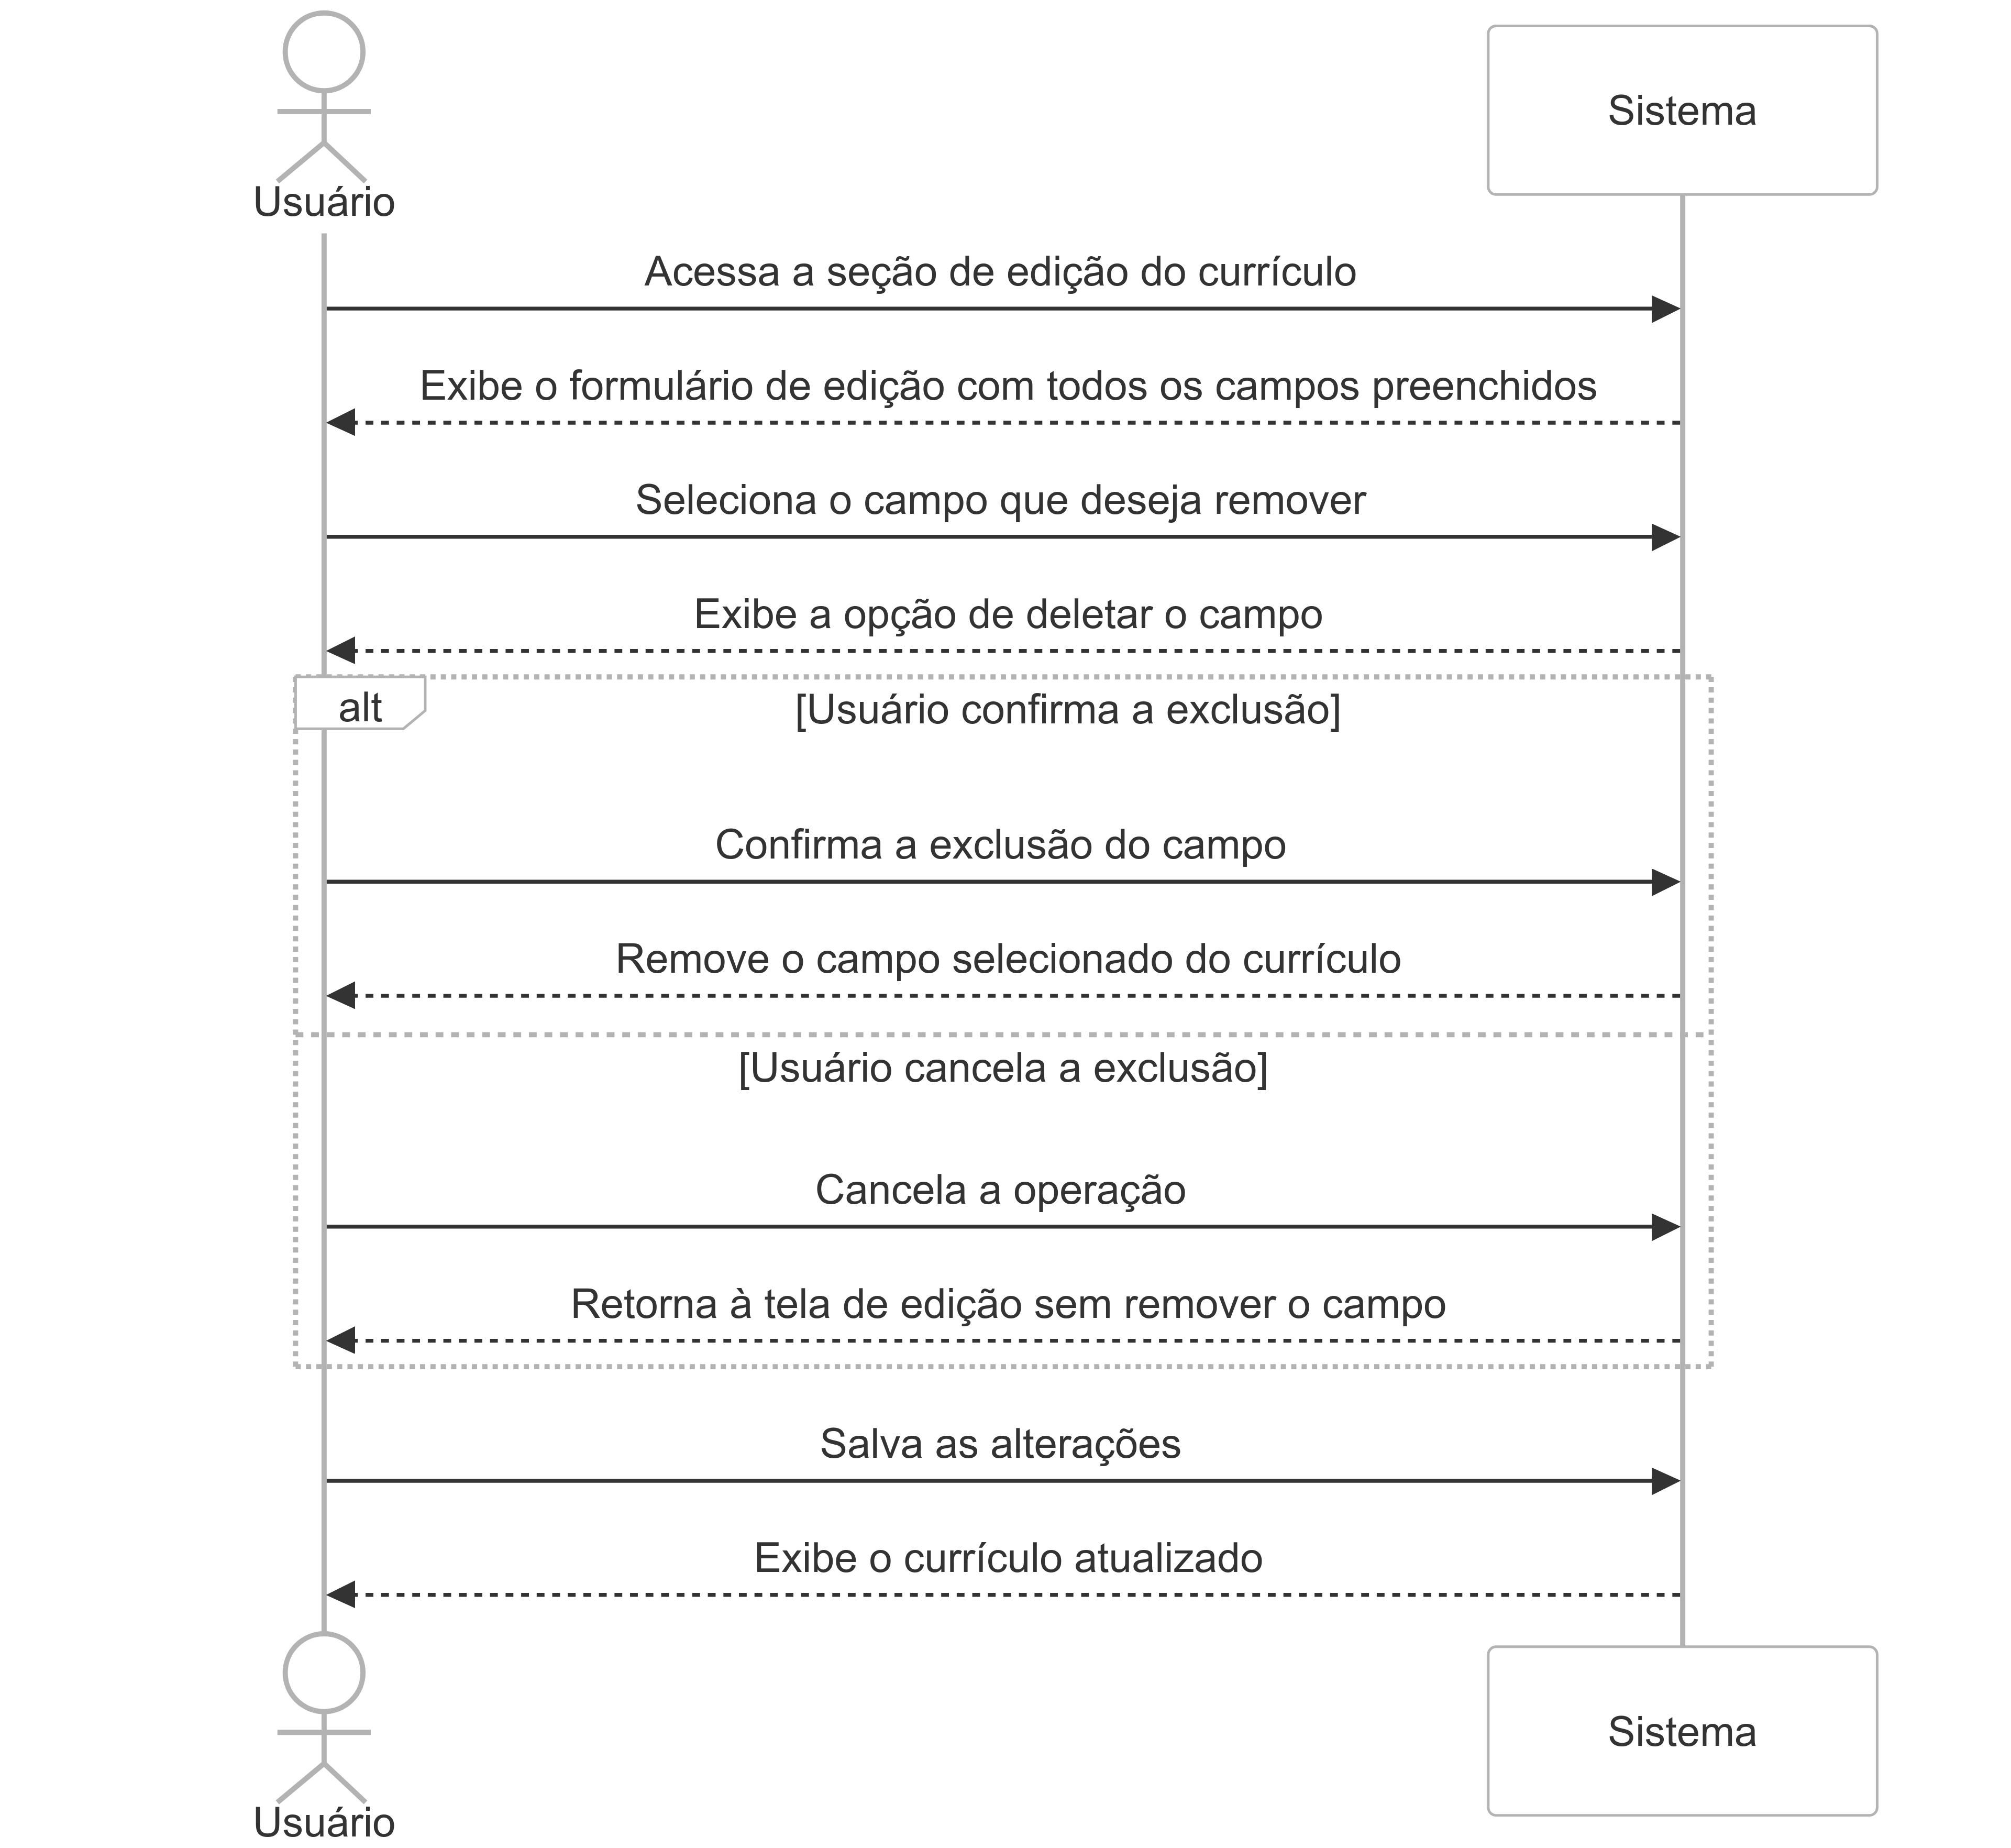 Usuário
Sistema
Acessa a seção de edição do currículo
Exibe o formulário de edição com todos os campos preenchidos
Seleciona o campo que deseja remover
Exibe a opção de deletar o campo
alt
[Usuário confirma a exclusão]
Confirma a exclusão do campo
Remove o campo selecionado do currículo
[Usuário cancela a exclusão]
Cancela a operação
Retorna à tela de edição sem remover o campo
Salva as alterações
Exibe o currículo atualizado
Usuário
Sistema